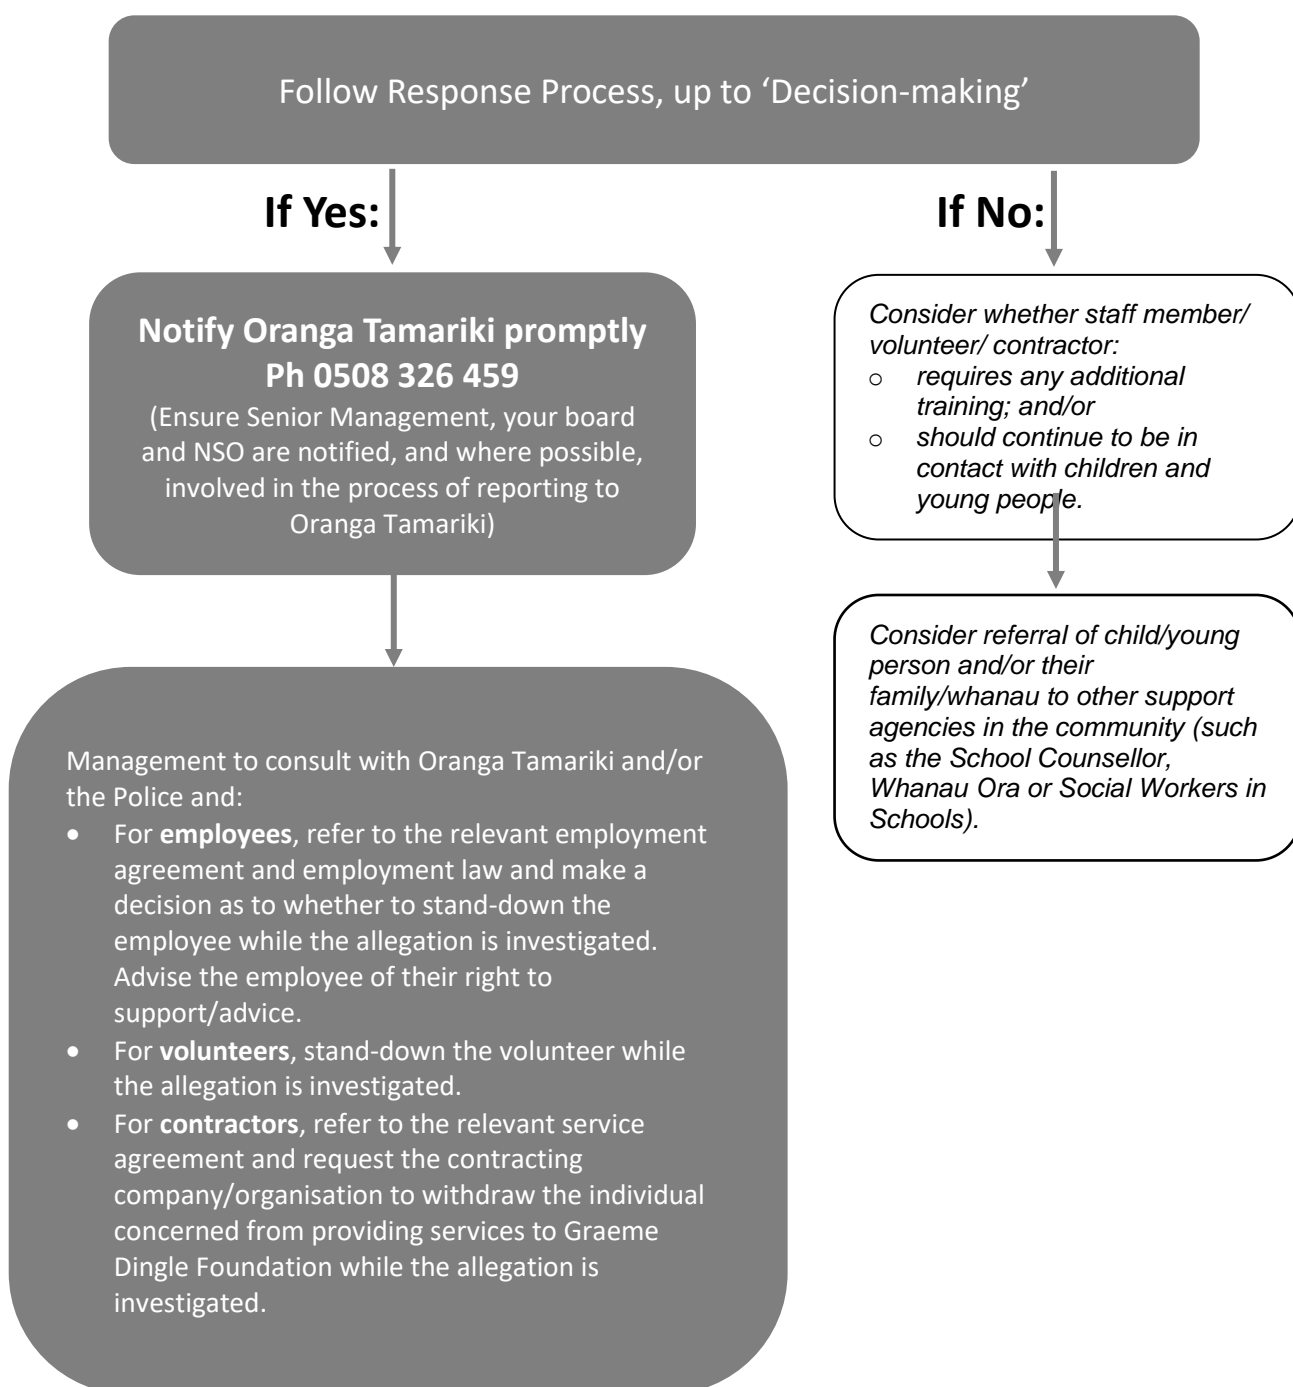 Follow Response Process, up to ‘Decision-making’
If Yes:
If No:
Notify Oranga Tamariki promptly
Ph 0508 326 459
(Ensure Senior Management, your board
and NSO are notified, and where possible,
involved in the process of reporting to
Oranga Tamariki)
Management to consult with Oranga Tamariki and/or
the Police and:
• For employees, refer to the relevant employment
agreement and employment law and make a
decision as to whether to stand-down the
employee while the allegation is investigated.
Advise the employee of their right to
support/advice.
• For volunteers, stand-down the volunteer while
the allegation is investigated.
• For contractors, refer to the relevant service
agreement and request the contracting
company/organisation to withdraw the individual
concerned from providing services to Graeme
Dingle Foundation while the allegation is
investigated.
Consider whether staff member/
volunteer/ contractor:
o requires any additional
training; and/or
o should continue to be in
contact with children and
young people.
Consider referral of child/young
person and/or their
family/whanau to other support
agencies in the community (such
as the School Counsellor,
Whanau Ora or Social Workers in
Schools).